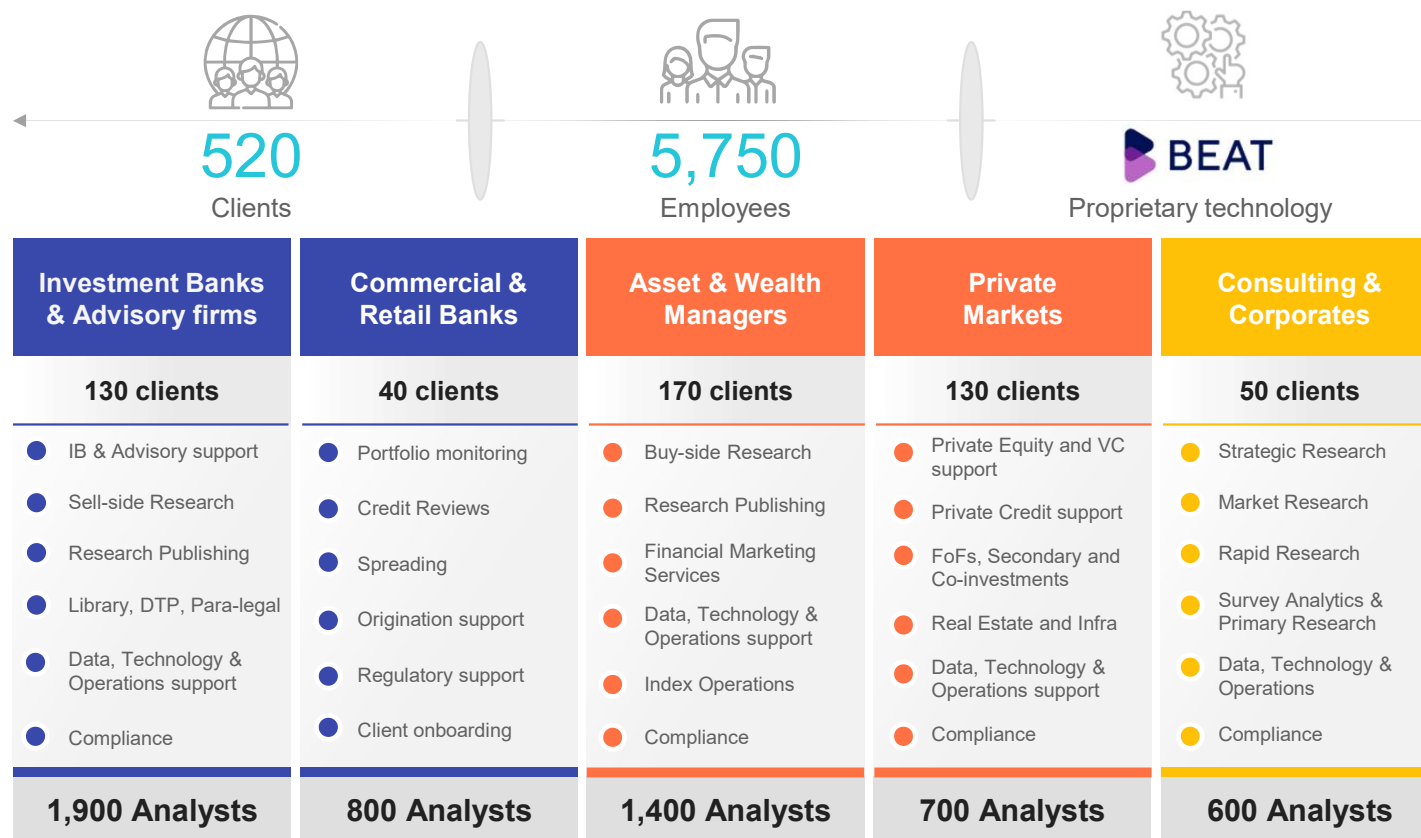 520
Clients
5,750
Employees
BEAT
Proprietary technology
Investment Banks
& Advisory firms
130 clients
IB & Advisory support
Sell-side Research
Research Publishing
Library, DTP, Para-legal
Data, Technology &
Operations support
Compliance
1,900 Analysts
Commercial &
Retail Banks
40 clients
Portfolio monitoring
Credit Reviews
Spreading
Origination support
Regulatory support
Client onboarding
800 Analysts
Asset & Wealth
Managers
170 clients
Buy-side Research
Research Publishing
Financial Marketing
Services
Data, Technology &
Operations support
Index Operations
Compliance
1,400 Analysts
Private
Markets
130 clients
Private Equity and VC
support
Private Credit support
FoFs, Secondary and
Co-investments
Real Estate and Infra
Data, Technology &
Operations support
Compliance
700 Analysts
Consulting &
Corporates
50 clients
Strategic Research
Market Research
Rapid Research
Survey Analytics &
Primary Research
Data, Technology &
Operations
Compliance
600 Analysts